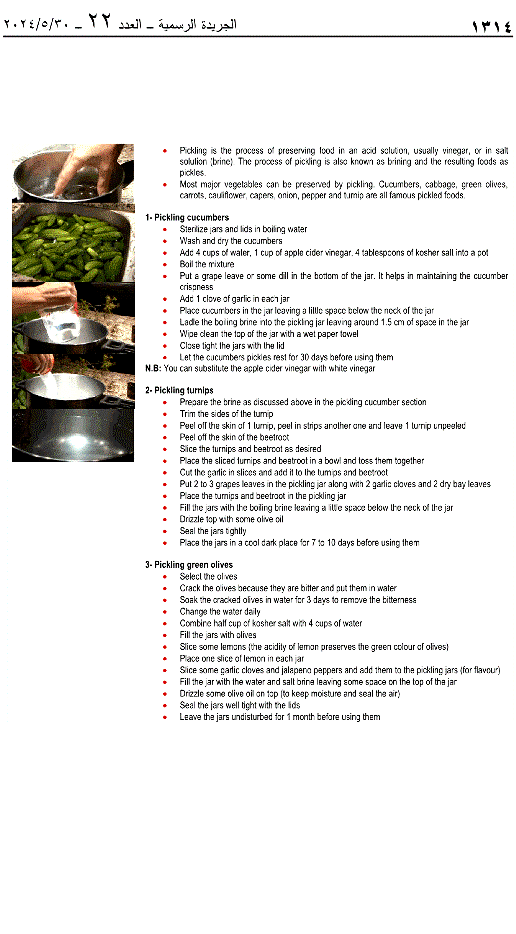 ١٣١٤ الجريدة الرسمية ــ العدد ٢٢ ــ ٢٠٢٤/٥/٣٠
• Pickling is the process of preserving food in an acid solution, usually vinegar, or in salt
solution (brine). The process of pickling is also known as brining and the resulting foods as
pickles.
• Most major vegetables can be preserved by pickling. Cucumbers, cabbage, green olives,
carrots, cauliflower, capers, onion, pepper and turnip are all famous pickled foods.
1- Pickling cucumbers
• Sterilize jars and lids in boiling water
• Wash and dry the cucumbers
• Add 4 cups of water, 1 cup of apple cider vinegar, 4 tablespoons of kosher salt into a pot
• Boil the mixture
• Put a grape leave or some dill in the bottom of the jar. It helps in maintaining the cucumber
crispness
• Add 1 clove of garlic in each jar
• Place cucumbers in the jar leaving a little space below the neck of the jar
• Ladle the boiling brine into the pickling jar leaving around 1.5 cm of space in the jar
• Wipe clean the top of the jar with a wet paper towel
• Close tight the jars with the lid
• Let the cucumbers pickles rest for 30 days before using them
N.B: You can substitute the apple cider vinegar with white vinegar
2- Pickling turnips
• Prepare the brine as discussed above in the pickling cucumber section
• Trim the sides of the turnip
• Peel off the skin of 1 turnip, peel in strips another one and leave 1 turnip unpeeled
• Peel off the skin of the beetroot
• Slice the turnips and beetroot as desired
• Place the sliced turnips and beetroot in a bowl and toss them together
• Cut the garlic in slices and add it to the turnips and beetroot
• Put 2 to 3 grapes leaves in the pickling jar along with 2 garlic cloves and 2 dry bay leaves
• Place the turnips and beetroot in the pickling jar
• Fill the jars with the boiling brine leaving a little space below the neck of the jar
• Drizzle top with some olive oil
• Seal the jars tightly
• Place the jars in a cool dark place for 7 to 10 days before using them
3- Pickling green olives
• Select the olives
• Crack the olives because they are bitter and put them in water
• Soak the cracked olives in water for 3 days to remove the bitterness
• Change the water daily
• Combine half cup of kosher salt with 4 cups of water
• Fill the jars with olives
• Slice some lemons (the acidity of lemon preserves the green colour of olives)
• Place one slice of lemon in each jar
• Slice some garlic cloves and jalapeno peppers and add them to the pickling jars (for flavour)
• Fill the jar with the water and salt brine leaving some space on the top of the jar
• Drizzle some olive oil on top (to keep moisture and seal the air)
• Seal the jars well tight with the lids
• Leave the jars undisturbed for 1 month before using them